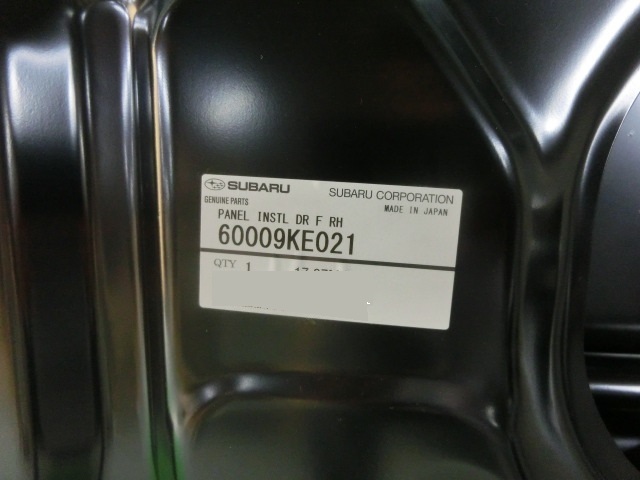 SUBARU SUBARU CORPORATION
GENUINE PARTS MADE IN JAPAN
PANEL INSTL DR F RH
60009KE021
QTY 1